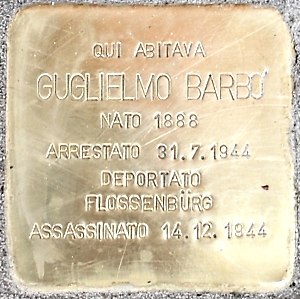 QUI ABITAVA
GUGLIELMO BARBÒ
NATO 1888
ARRESTATO 31.7.1944
DEPORTATO
FLOSSENBÜRG
ASSASSINATO 14.12.1944